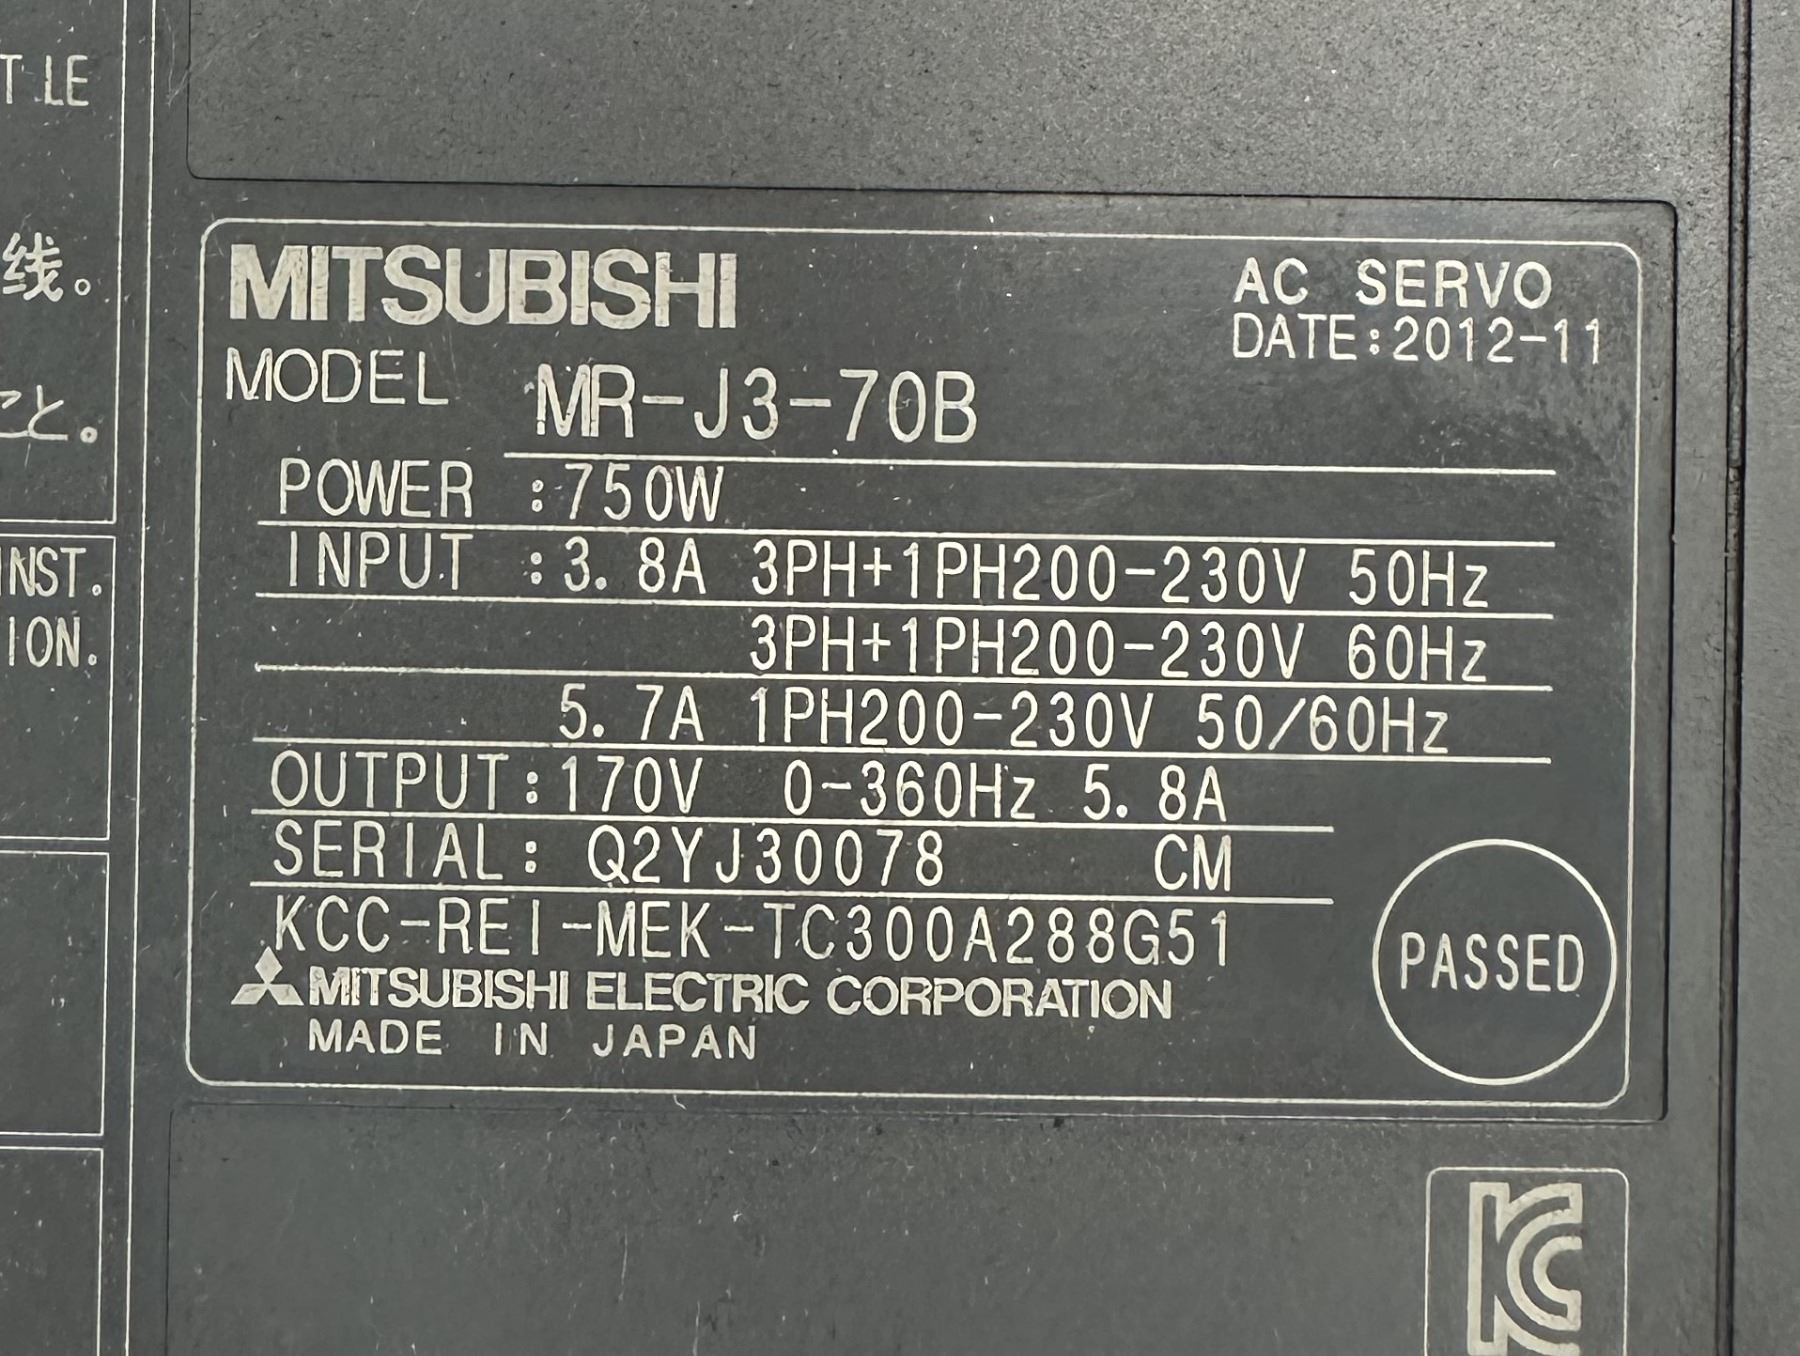 T LE
线。
こと。
INST.
ION.
MITSUBISHI
AC SERVO
DATE:2012-11
MODEL MR-J3-70B
POWER :750W
INPUT :3.8A 3PH+1PH200-230V 50Hz
3PH+1PH200-230V 60Hz
5.7A 1PH200-230V 50/60Hz
OUTPUT:170V 0-360Hz 5.8A
SERIAL: Q2YJ30078 CM
KCC-REI-MEK-TC300A288G51
MITSUBISHI ELECTRIC CORPORATION
MADE IN JAPAN
PASSED
KC